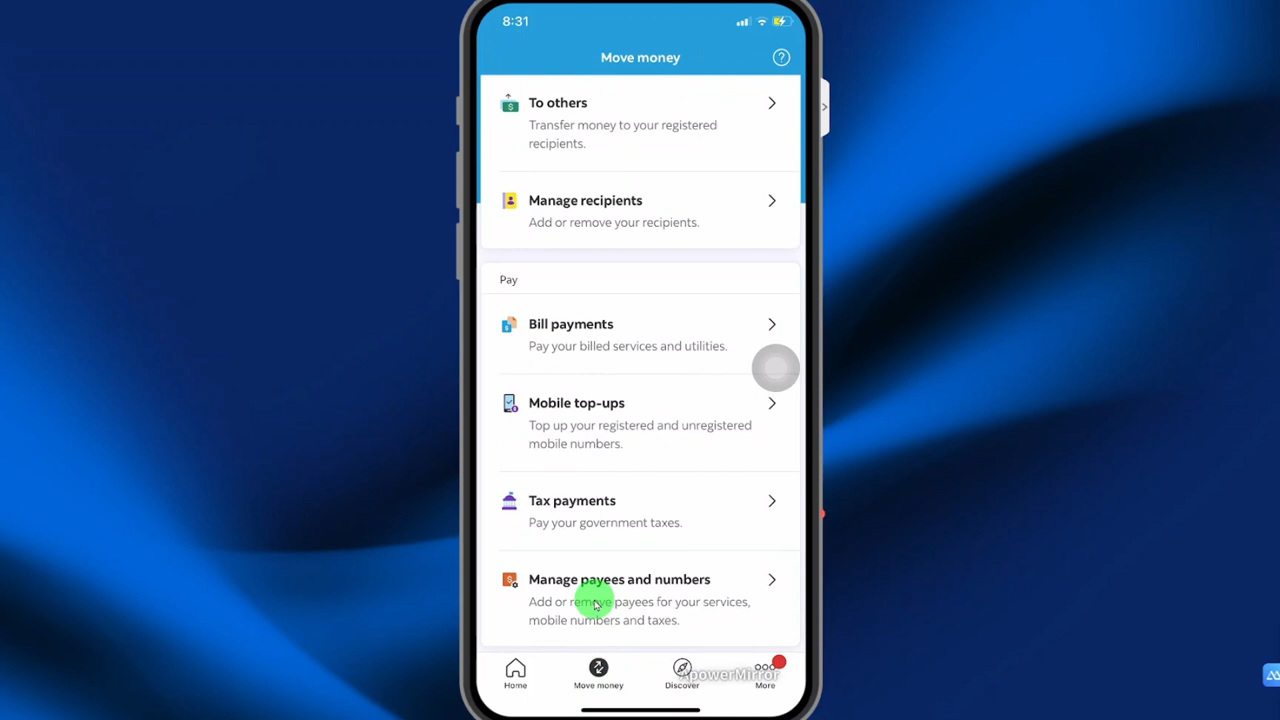 8:31
Move money
To others
Transfer money to your registered
recipients.
Manage recipients
Add or remove your recipients.
Pay
Bill payments
Pay your billed services and utilities.
Mobile top-ups
Top up your registered and unregistered
mobile numbers.
Tax payments
Pay your government taxes.
Manage payees and numbers
Add or remove payees for your services,
mobile numbers and taxes.
ApowerMirror
Home
Move money
Discover
More